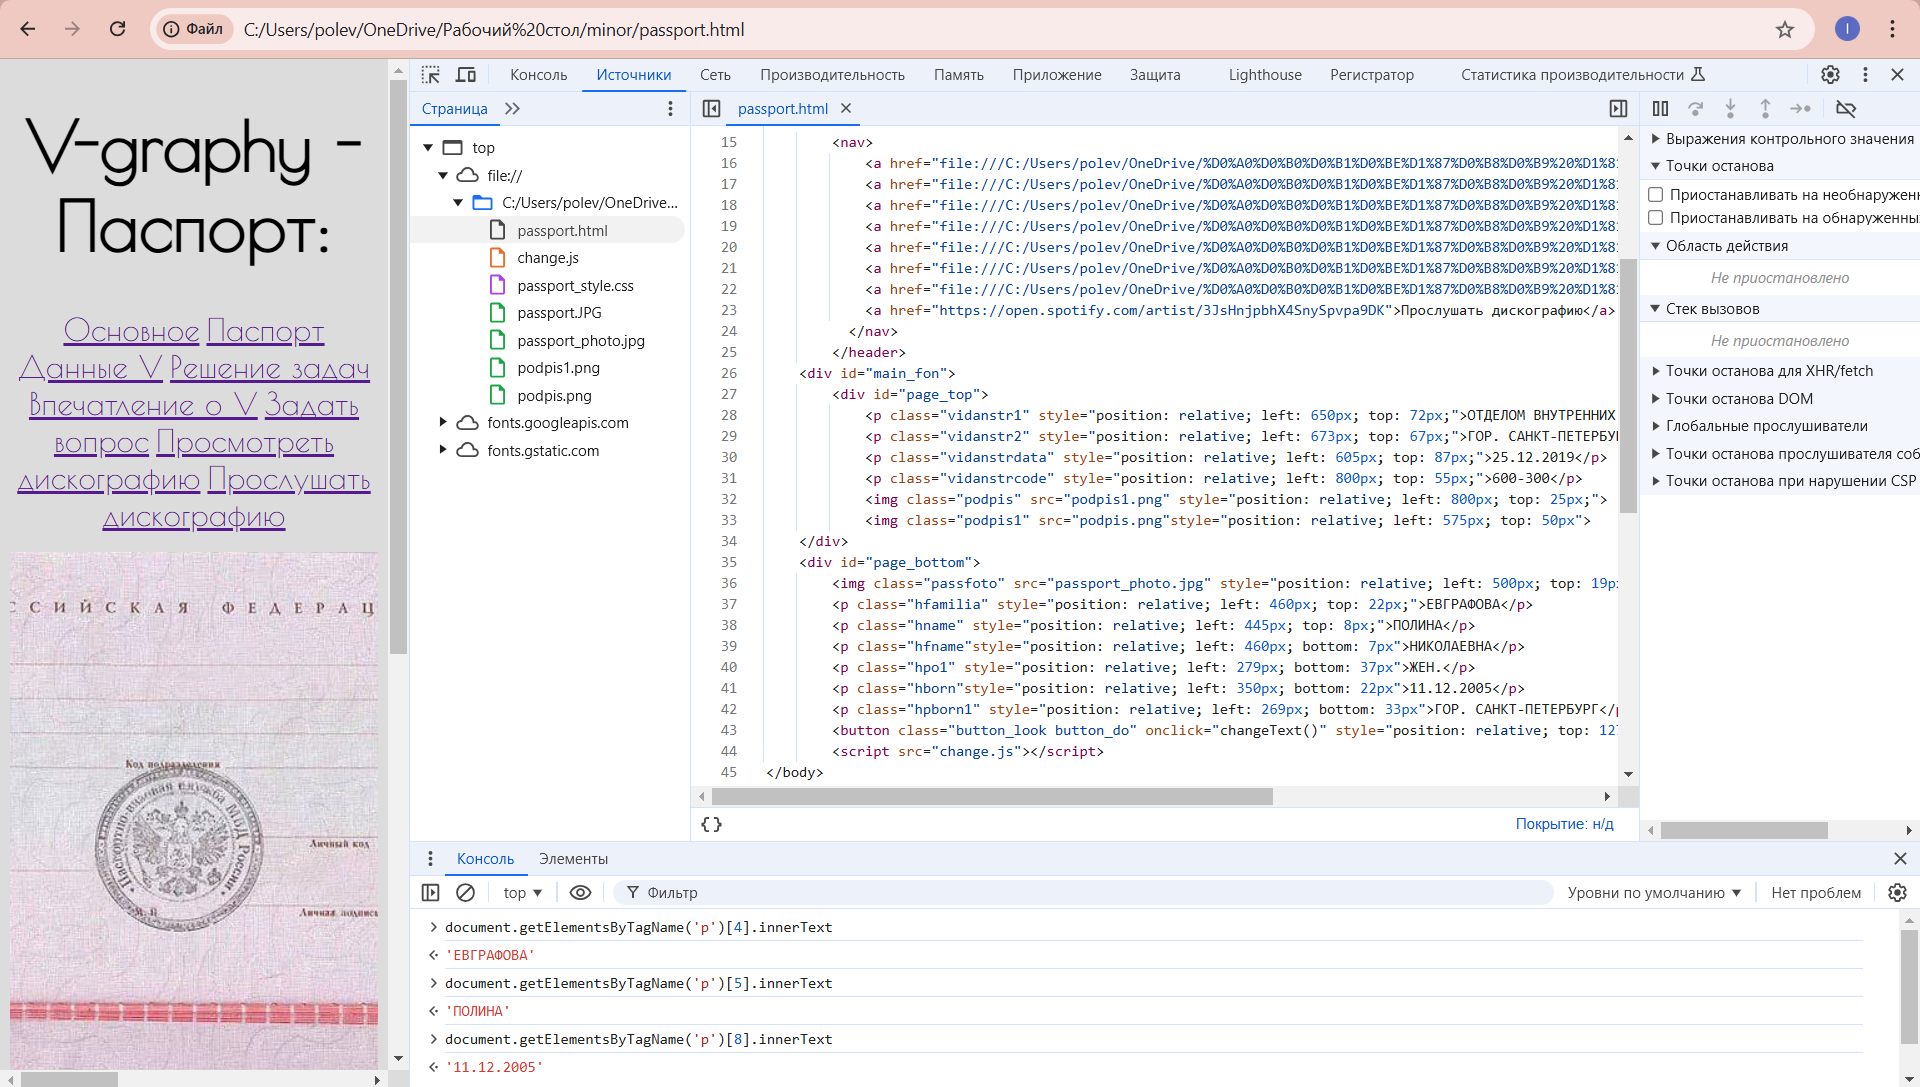 Файл
C:/Users/polev/OneDrive/Рабочий%20стол/minor/passport.html
V-graphy -
Паспорт:
Основное Паспорт
Данные V Решение задач
Впечатление о V Задать
вопрос Просмотреть
дискографию Прослушать
дискографию
ССИЙСКАЯ ФЕДЕРАЦ
Код подразделения
Паспортно-визовая служба МВД России
Личный код
М. П
Личная подпись
Консоль Источники Сеть Производительность Память Приложение Защита Lighthouse Регистратор Статистика производительности
Страница
top
file://
C:/Users/polev/OneDrive...
passport.html
change.js
passport_style.css
passport.JPG
passport_photo.jpg
podpis1.png
podpis.png
fonts.googleapis.com
fonts.gstatic.com
passport.html
15 <nav>
16 <a href="file:///C:/Users/polev/OneDrive/%D0%A0%D0%B0%D0%B1%D0%BE%D1%87%D0%B8%D0%B9%20%D1%8
17 <a href="file:///C:/Users/polev/OneDrive/%D0%A0%D0%B0%D0%B1%D0%BE%D1%87%D0%B8%D0%B9%20%D1%8
18 <a href="file:///C:/Users/polev/OneDrive/%D0%A0%D0%B0%D0%B1%D0%BE%D1%87%D0%B8%D0%B9%20%D1%8
19 <a href="file:///C:/Users/polev/OneDrive/%D0%A0%D0%B0%D0%B1%D0%BE%D1%87%D0%B8%D0%B9%20%D1%8
20 <a href="file:///C:/Users/polev/OneDrive/%D0%A0%D0%B0%D0%B1%D0%BE%D1%87%D0%B8%D0%B9%20%D1%8
21 <a href="file:///C:/Users/polev/OneDrive/%D0%A0%D0%B0%D0%B1%D0%BE%D1%87%D0%B8%D0%B9%20%D1%8
22 <a href="file:///C:/Users/polev/OneDrive/%D0%A0%D0%B0%D0%B1%D0%BE%D1%87%D0%B8%D0%B9%20%D1%8
23 <a href="https://open.spotify.com/artist/3JsHnjpbhX4SnySpvpa9DK">Прослушать дискографию</a>
24 </nav>
25 </header>
26 <div id="main_fon">
27 <div id="page_top">
28 <p class="vidanstr1" style="position: relative; left: 650px; top: 72px;">ОТДЕЛОМ ВНУТРЕННИХ
29 <p class="vidanstr2" style="position: relative; left: 673px; top: 67px;">ГОР. САНКТ-ПЕТЕРБУ
30 <p class="vidanstrdata" style="position: relative; left: 605px; top: 87px;">25.12.2019</p>
31 <p class="vidanstrcode" style="position: relative; left: 800px; top: 55px;">600-300</p>
32 <img class="podpis" src="podpis1.png" style="position: relative; left: 800px; top: 25px;">
33 <img class="podpis1" src="podpis.png"style="position: relative; left: 575px; top: 50px">
34 </div>
35 <div id="page_bottom">
36 <img class="passfoto" src="passport_photo.jpg" style="position: relative; left: 500px; top: 19p
37 <p class="hfamilia" style="position: relative; left: 460px; top: 22px;">ЕВГРАФОВА</p>
38 <p class="hname" style="position: relative; left: 445px; top: 8px;">ПОЛИНА</p>
39 <p class="hfname"style="position: relative; left: 460px; bottom: 7px">НИКОЛАЕВНА</p>
40 <p class="hpo1" style="position: relative; left: 279px; bottom: 37px">ЖЕН.</p>
41 <p class="hborn"style="position: relative; left: 350px; bottom: 22px">11.12.2005</p>
42 <p class="hpborn1" style="position: relative; left: 269px; bottom: 33px">ГОР. САНКТ-ПЕТЕРБУРГ</
43 <button class="button_look button_do" onclick="changeText()" style="position: relative; top: 12
44 <script src="change.js"></script>
45 </body>
{} Покрытие: н/д
Выражения контрольного значения
Точки останова
Приостанавливать на необнаружен
Приостанавливать на обнаруженны
Область действия
Не приостановлено
Стек вызовов
Не приостановлено
Точки останова для XHR/fetch
Точки останова DOM
Глобальные прослушиватели
Точки останова прослушивателя соб
Точки останова при нарушении CSP
Консоль Элементы
top Фильтр Уровни по умолчанию Нет проблем
document.getElementsByTagName('p')[4].innerText
'ЕВГРАФОВА'
document.getElementsByTagName('p')[5].innerText
'ПОЛИНА'
document.getElementsByTagName('p')[8].innerText
'11.12.2005'